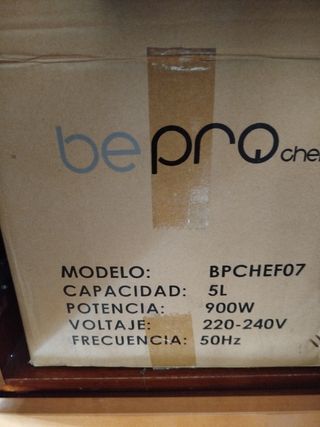 bepro chef
MODELO: BPCHEF07
CAPACIDAD: 5L
POTENCIA: 900W
VOLTAJE: 220-240V
FRECUENCIA: 50Hz